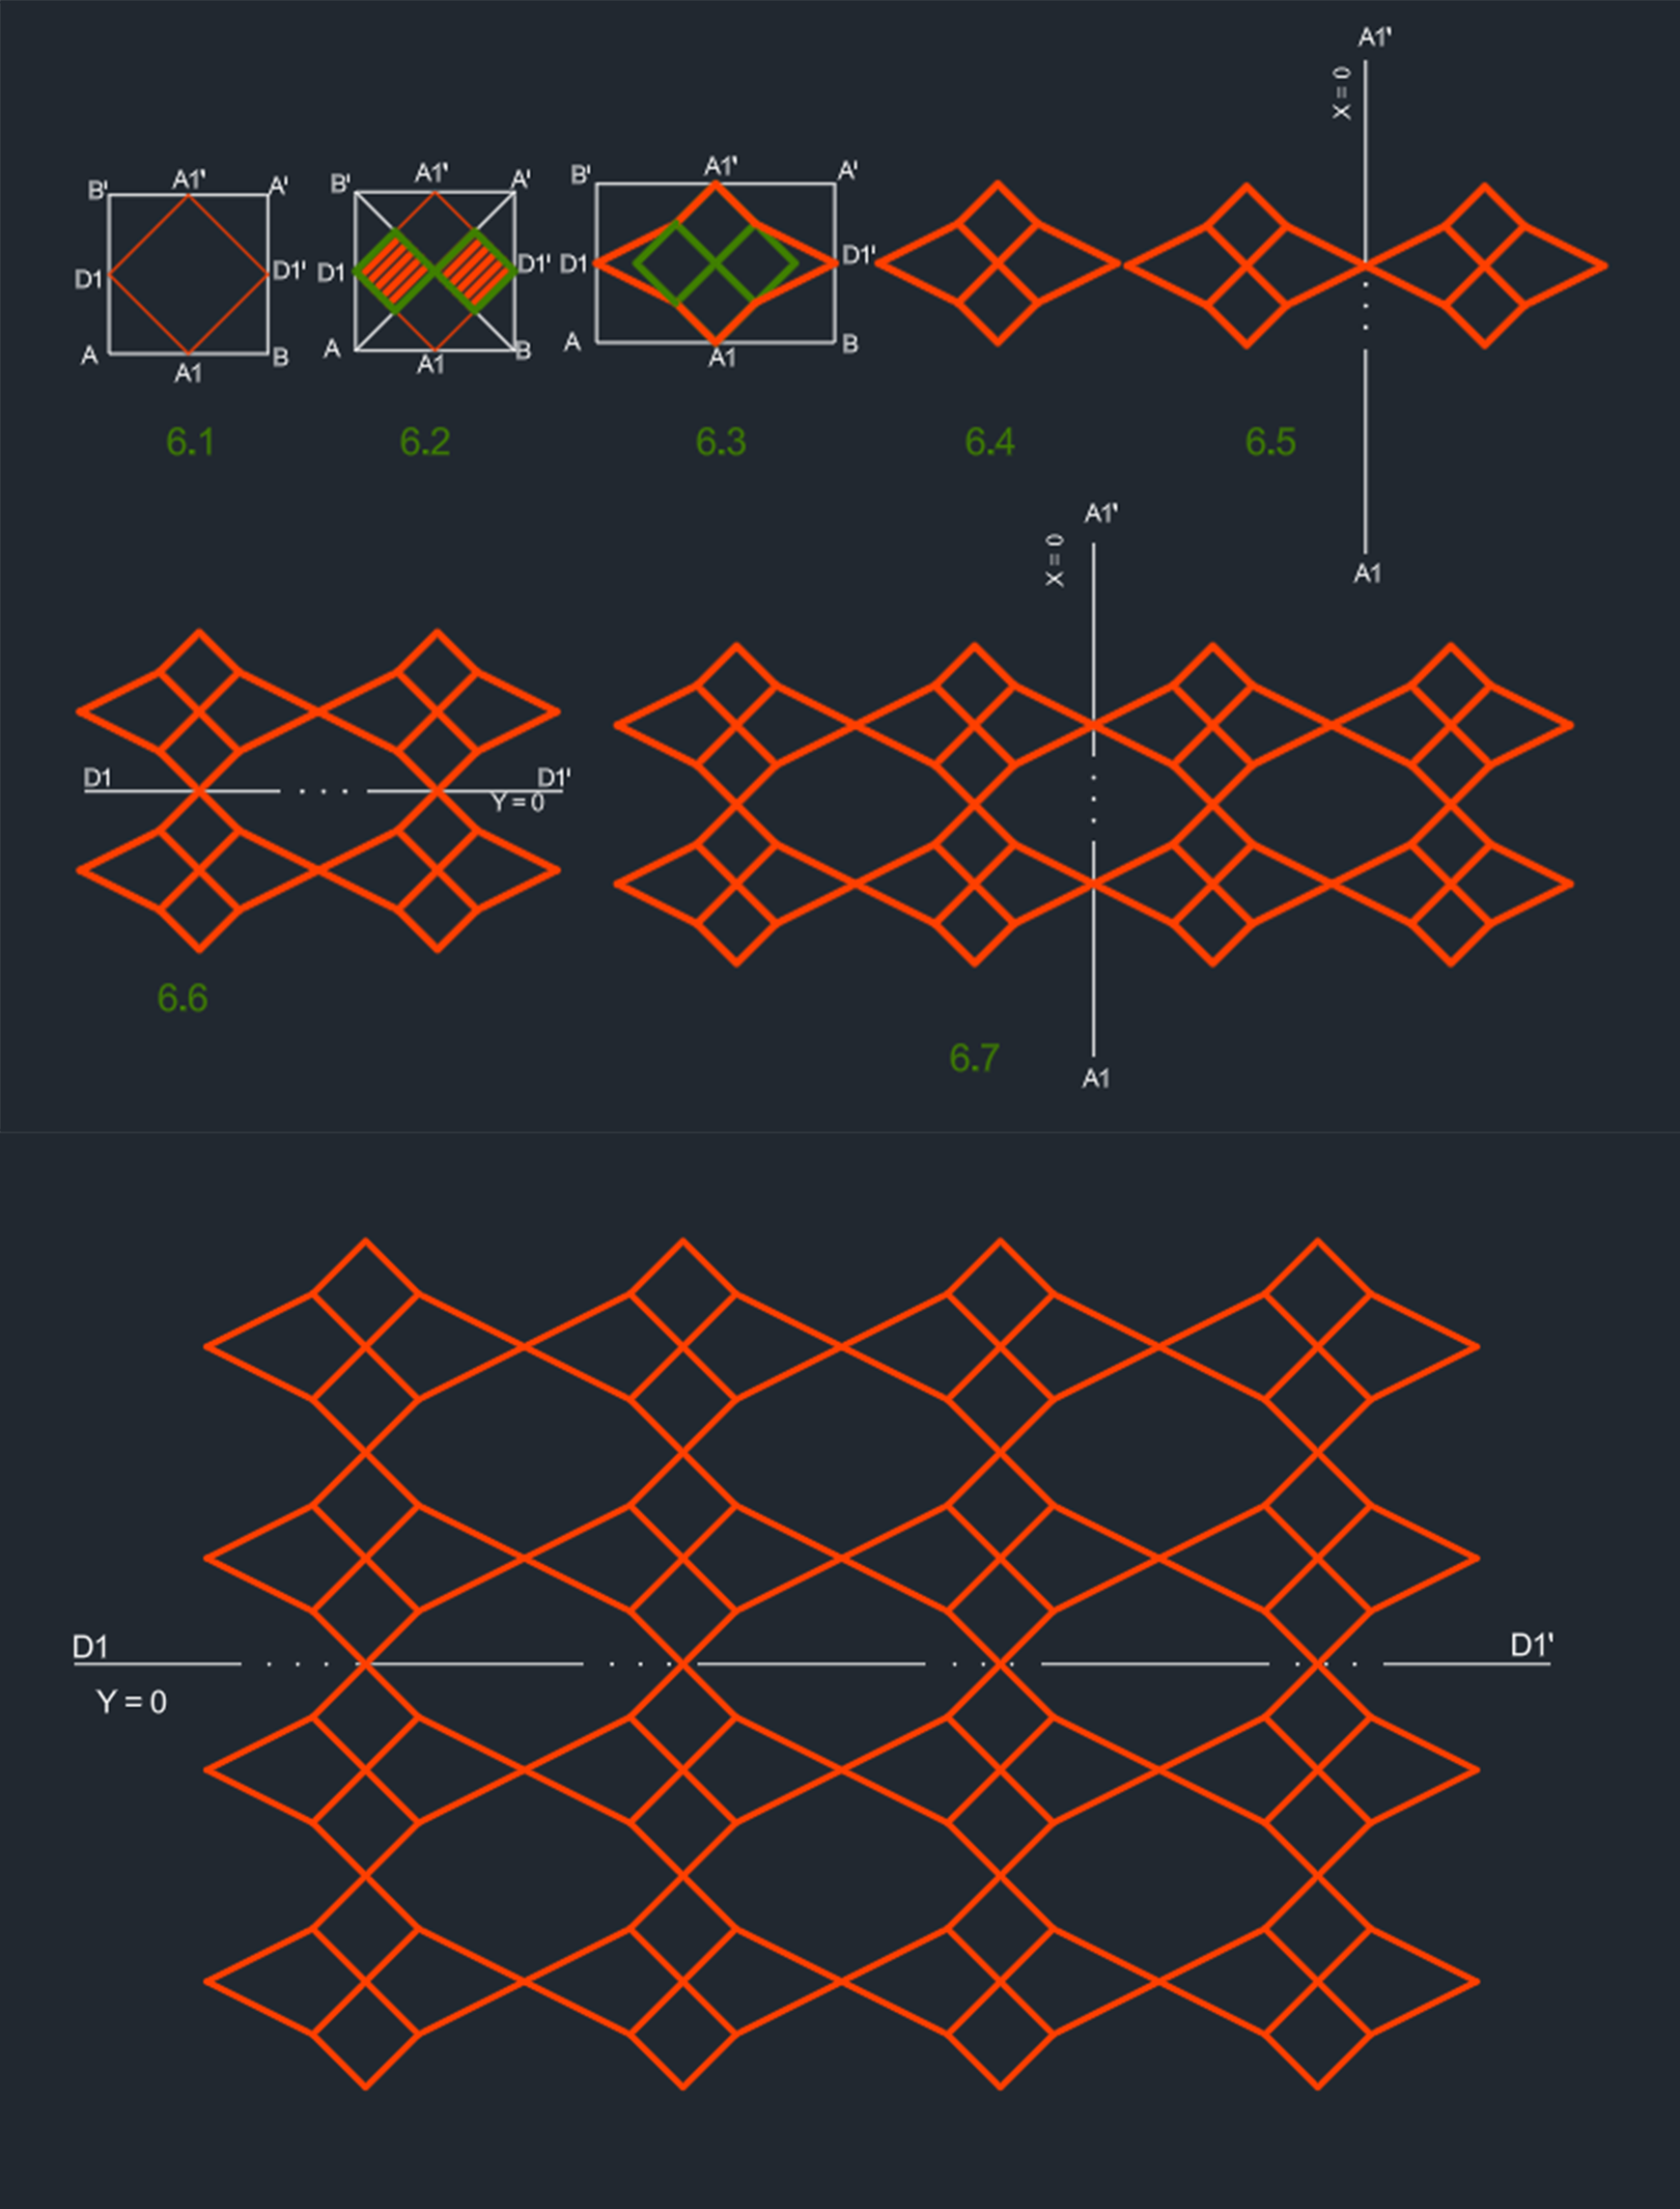 A1'
X = 0
B' A1' A'
D1 D1'
A A1 B
B' A1' A'
D1 D1'
A A1 B
B' A1' A'
D1 D1'
A A1 B
6.1 6.2 6.3 6.4 6.5
A1
A1'
X = 0
D1 D1'
Y = 0
6.6
6.7
A1
D1 D1'
Y = 0